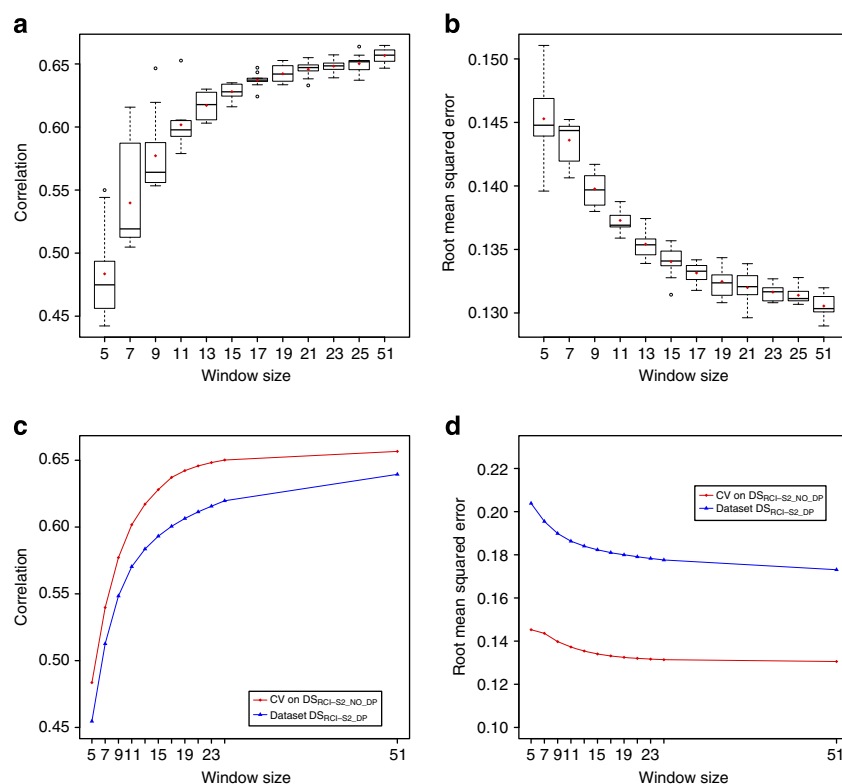 a
Correlation
0.65
0.60
0.55
0.50
0.45
5 7 9 11 13 15 17 19 21 23 25 51
Window size
b
Root mean squared error
0.150
0.145
0.140
0.135
0.130
5 7 9 11 13 15 17 19 21 23 25 51
Window size
c
Correlation
0.65
0.60
0.55
0.50
0.45
CV on DSRCI–S2_NO_DP
Dataset DSRCI–S2_DP
5 7 9 11 15 19 23 51
Window size
d
Root mean squared error
0.22
0.20
0.18
0.16
0.14
0.12
0.10
CV on DSRCI–S2_NO_DP
Dataset DSRCI–S2_DP
5 7 9 11 15 19 23 51
Window size